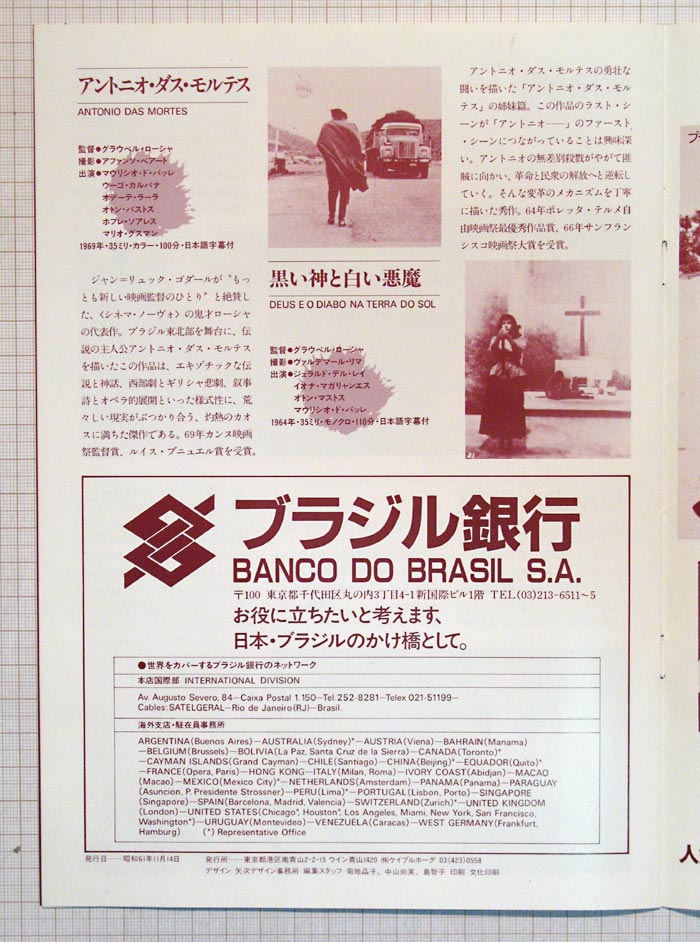 アントニオ・ダス・モルテス
ANTONIO DAS MORTES
監督●グラウベル・ローシャ
撮影●アファンソ・ベアート
出演●マウリシオ・ド・バッレ
ウーゴ・カルバナ
オデーテ・ラーラ
オトン・バストス
ホフレ・ソアレス
マリオ・グスマン
1969年・35ミリ・カラー・100分・日本語字幕付
ジャン=リュック・ゴダールが〝もっ
とも新しい映画監督のひとり〟と絶賛し
た、〈シネマ・ノーヴォ〉の鬼才ローシャ
の代表作。ブラジル東北部を舞台に、伝
説の主人公アントニオ・ダス・モルテス
を描いたこの作品は、エキゾチックな伝
説と神話、西部劇とギリシャ悲劇、叙事
詩とオペラ的展開といった様式性に、荒
々しい現実がぶつかり合う、灼熱のカオ
スに満ちた傑作である。69年カンヌ映画
祭監督賞、ルイス・ブニュエル賞を受賞。
黒い神と白い悪魔
DEUS E O DIABO NA TERRA DO SOL
監督●グラウベル・ローシャ
撮影●ヴァルデマール・リマ
出演●ジェラルド・デル・レイ
イオナ・マガリャンエス
オトン・マストス
マウリシオ・ド・バッレ
1964年・35ミリ・モノクロ・110分・日本語字幕付
アントニオ・ダス・モルテスの勇壮な
闘いを描いた「アントニオ・ダス・モル
テス」の姉妹篇。この作品のラスト・シ
ーンが「アントニオ——」のファースト
・シーンにつながっていることは興味深
い。アントニオの無差別殺戮がやがて匪
賊に向かい、革命と民衆の解放へと逆転し
ていく。そんな変革のメカニズムを丁寧
に描いた秀作。64年ポレッタ・テルメ自
由映画祭最優秀作品賞、66年サンフラン
シスコ映画祭大賞を受賞。
ブラジル銀行
BANCO DO BRASIL S.A.
〒100 東京都千代田区丸の内3丁目4-1新国際ビル1階 TEL(03)213-6511〜5
お役に立ちたいと考えます、
日本・ブラジルのかけ橋として。
●世界をカバーするブラジル銀行のネットワーク
本店国際部 INTERNATIONAL DIVISION
Av. Augusto Severo, 84—Caixa Postal 1.150—Tel. 252-8281—Telex 021-51199—
Cables: SATELGERAL—Rio de Janeiro(RJ)—Brasil.
海外支店・駐在員事務所
ARGENTINA(Buenos Aires)—AUSTRALIA(Sydney)*—AUSTRIA(Viena)—BAHRAIN(Manama)
—BELGIUM(Brussels)—BOLIVIA(La Paz, Santa Cruz de la Sierra)—CANADA(Toronto)*
—CAYMAN ISLANDS(Grand Cayman)—CHILE(Santiago)—CHINA(Beijing)*—EQUADOR(Quito)*
—FRANCE(Opera, Paris)—HONG KONG—ITALY(Milan, Roma)—IVORY COAST(Abidjan)—MACAO
(Macao)—MEXICO(Mexico City)*—NETHERLANDS(Amsterdam)—PANAMA(Panama)—PARAGUAY
(Asuncion, P. Presidente Strossner)—PERU(Lima)*—PORTUGAL(Lisbon, Porto)—SINGAPORE
(Singapore)—SPAIN(Barcelona, Madrid, Valencia)—SWITZERLAND(Zurich)*—UNITED KINGDOM
(London)—UNITED STATES(Chicago*, Houston*, Los Angeles, Miami, New York, San Francisco,
Washington*)—URUGUAY(Montevideo)—VENEZUELA(Caracas)—WEST GERMANY(Frankfurt,
Hamburg) (*) Representative Office
発行日——昭和61年11月14日 発行所——東京都港区南青山2-2-15 ウイン青山1420 ㈱ケイブルホーグ 03(423)0558
デザイン 矢次デザイン事務所 編集スタッフ 菊地晶子、中山尚実、島智子 印刷 文化印刷